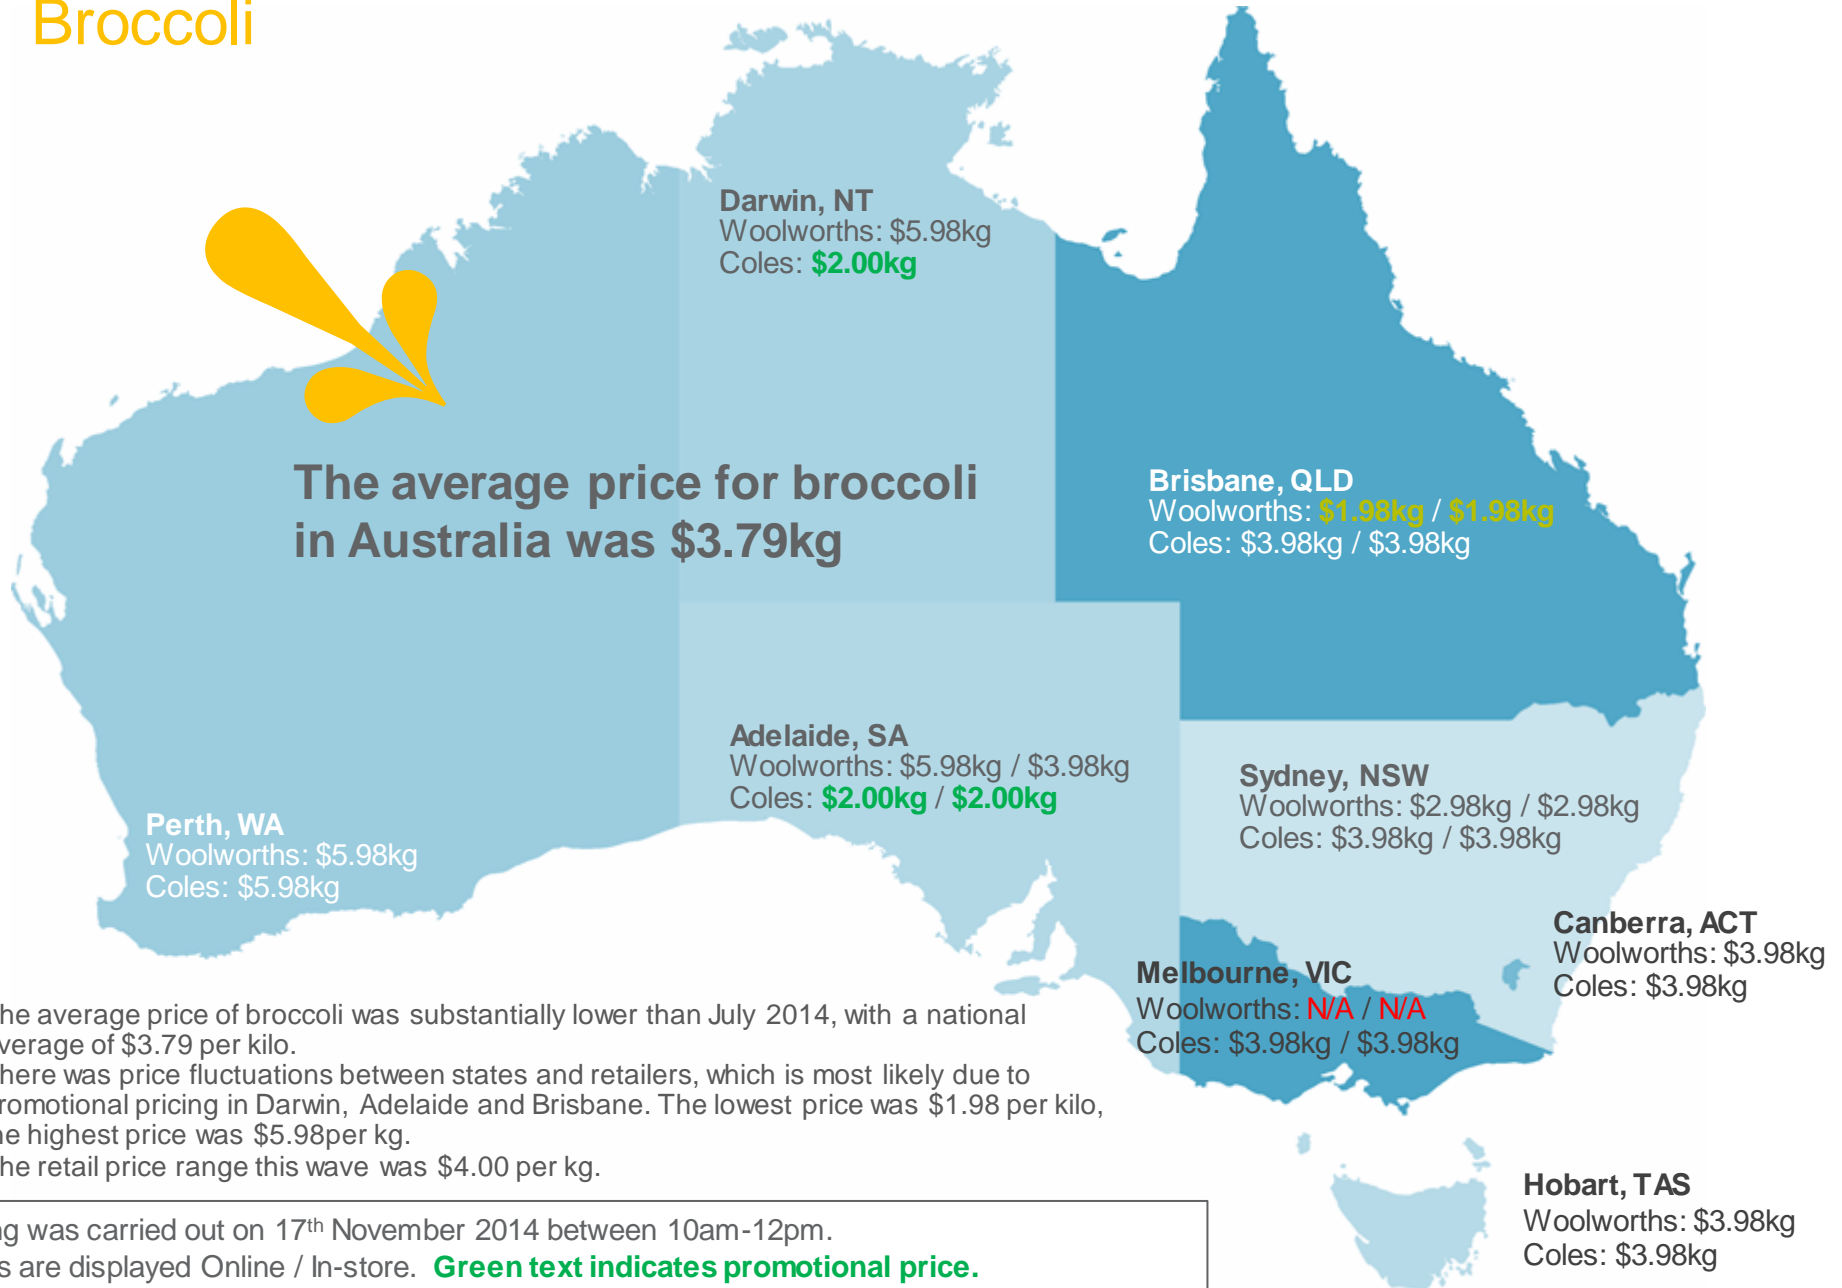 Broccoli
Darwin, NT
Woolworths: $5.98kg
Coles: $2.00kg
The average price for broccoli
in Australia was $3.79kg
Brisbane, QLD
Woolworths: $1.98kg / $1.98kg
Coles: $3.98kg / $3.98kg
Adelaide, SA
Woolworths: $5.98kg / $3.98kg
Coles: $2.00kg / $2.00kg
Sydney, NSW
Woolworths: $2.98kg / $2.98kg
Coles: $3.98kg / $3.98kg
Perth, WA
Woolworths: $5.98kg
Coles: $5.98kg
Canberra, ACT
Woolworths: $3.98kg
Coles: $3.98kg
Melbourne, VIC
Woolworths: N/A / N/A
Coles: $3.98kg / $3.98kg
he average price of broccoli was substantially lower than July 2014, with a national
verage of $3.79 per kilo.
here was price fluctuations between states and retailers, which is most likely due to
romotional pricing in Darwin, Adelaide and Brisbane. The lowest price was $1.98 per kilo,
he highest price was $5.98per kg.
he retail price range this wave was $4.00 per kg.
Hobart, TAS
Woolworths: $3.98kg
Coles: $3.98kg
ng was carried out on 17th November 2014 between 10am-12pm.
s are displayed Online / In-store. Green text indicates promotional price.